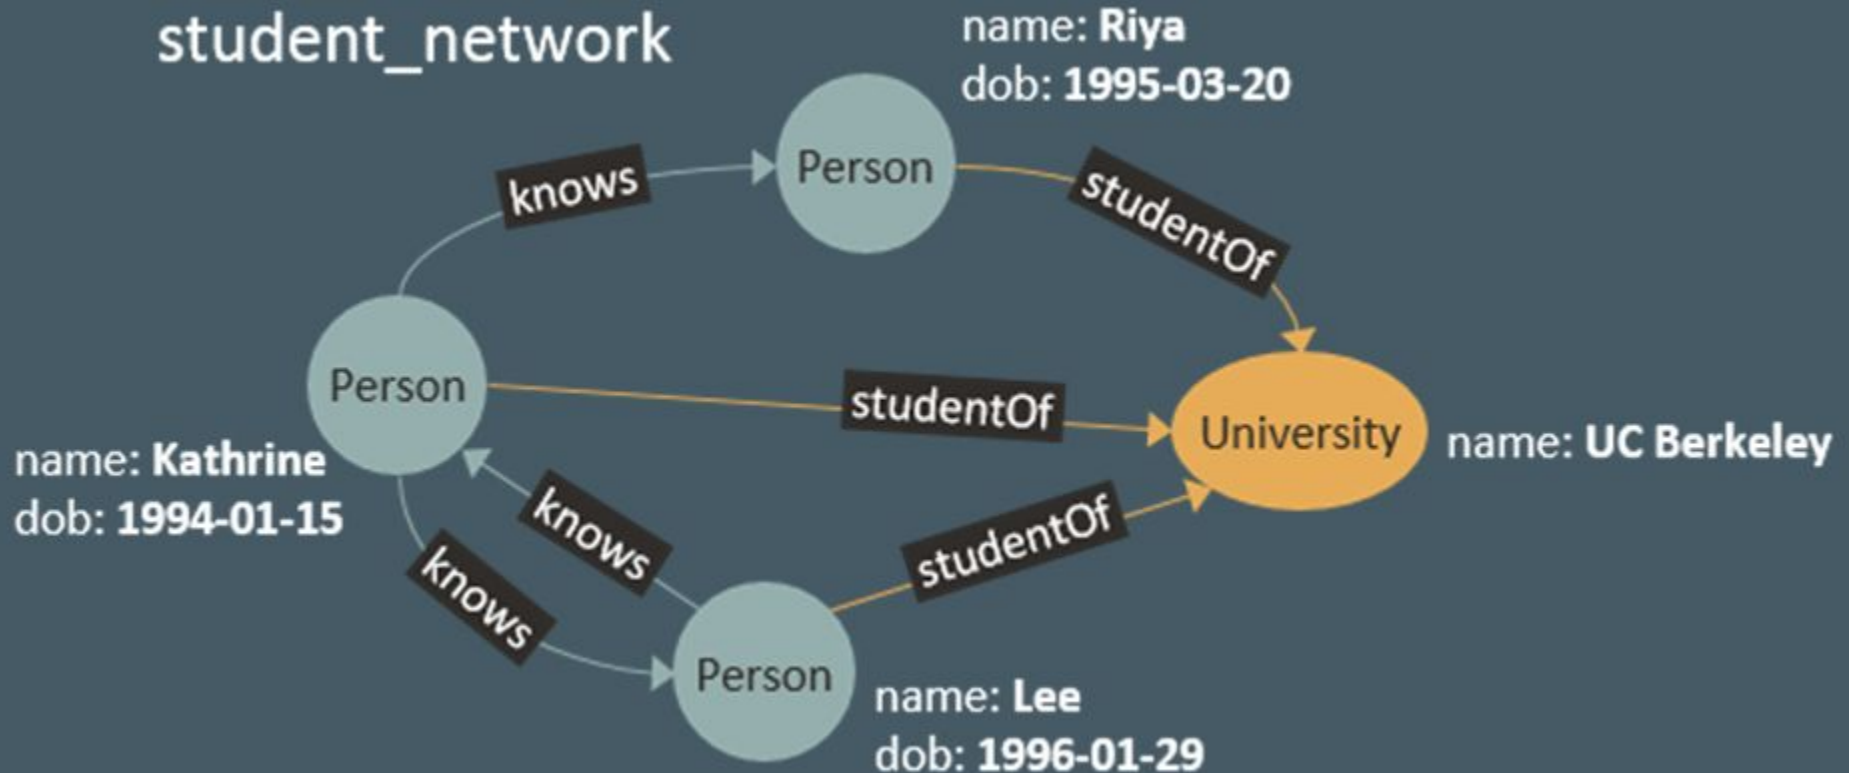 student_network
name: Riya
dob: 1995-03-20
knows
Person
studentOf
Person
studentOf
University
name: UC Berkeley
name: Kathrine
dob: 1994-01-15
knows
knows
studentOf
Person
name: Lee
dob: 1996-01-29